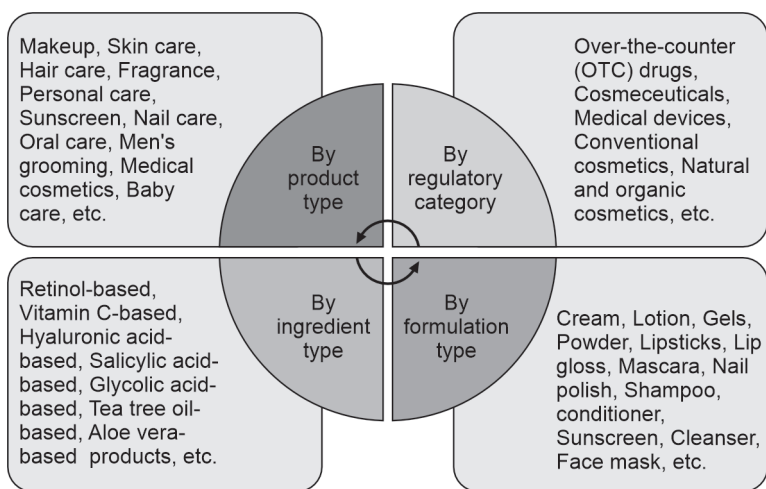 Makeup, Skin care,
Hair care, Fragrance,
Personal care,
Sunscreen, Nail care,
Oral care, Men's
grooming, Medical
cosmetics, Baby
care, etc.
By
product
type
By
regulatory
category
Over-the-counter
(OTC) drugs,
Cosmeceuticals,
Medical devices,
Conventional
cosmetics, Natural
and organic
cosmetics, etc.
Retinol-based,
Vitamin C-based,
Hyaluronic acid-
based, Salicylic acid-
based, Glycolic acid-
based, Tea tree oil-
based, Aloe vera-
based products, etc.
By
ingredient
type
By
formulation
type
Cream, Lotion, Gels,
Powder, Lipsticks, Lip
gloss, Mascara, Nail
polish, Shampoo,
conditioner,
Sunscreen, Cleanser,
Face mask, etc.